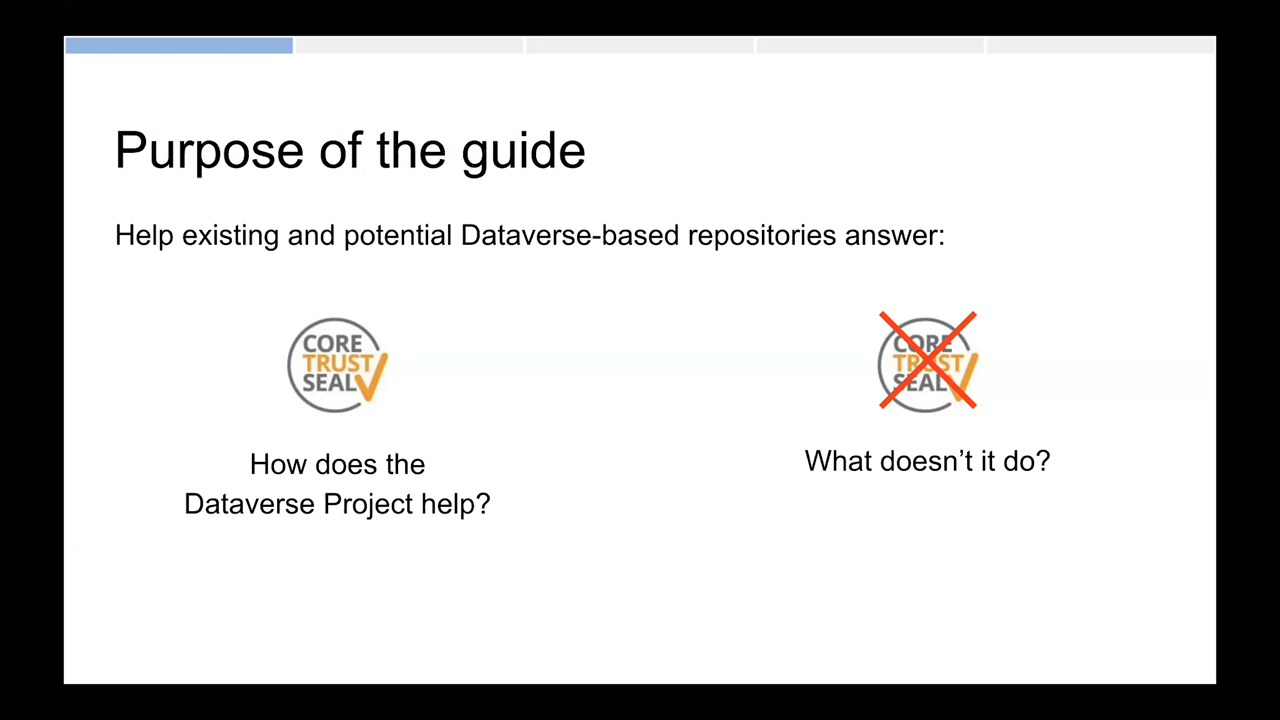 Purpose of the guide
Help existing and potential Dataverse-based repositories answer:
CORE
TRUST
SEAL
How does the
Dataverse Project help?
CORE
TRUST
SEAL
What doesn’t it do?